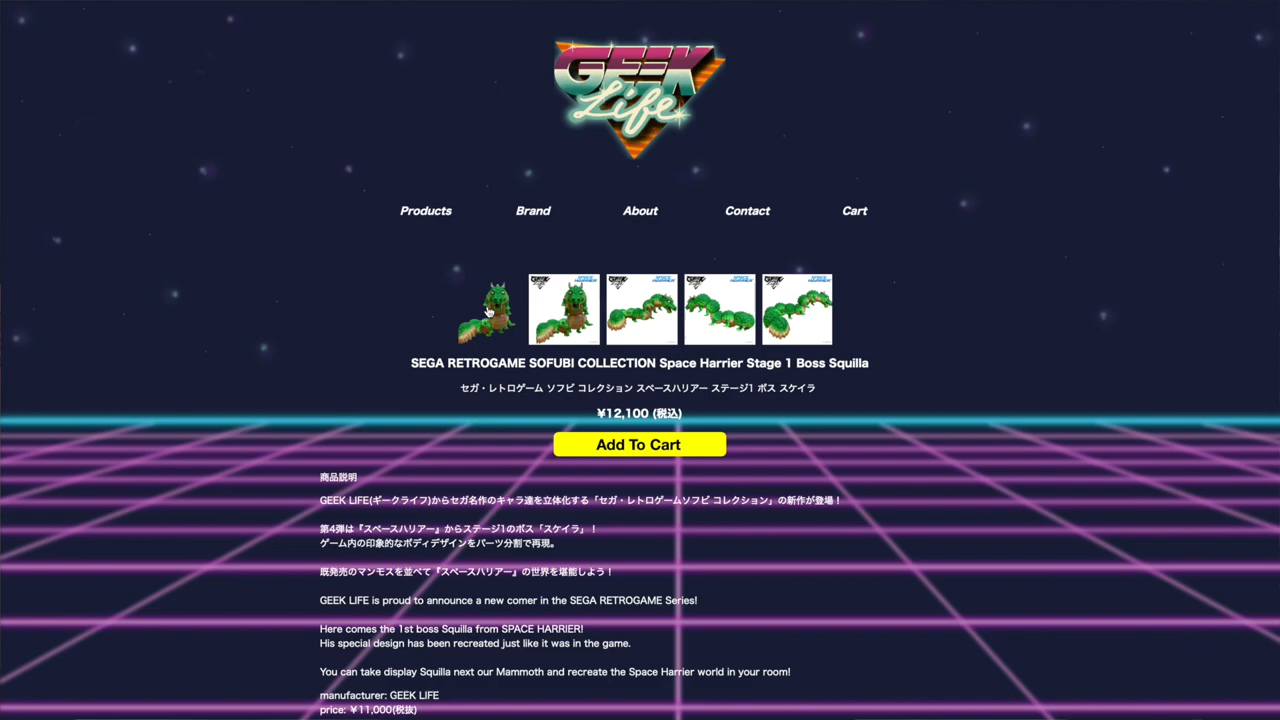 GEEK
Life
Products Brand About Contact Cart
SEGA RETROGAME SOFUBI COLLECTION Space Harrier Stage 1 Boss Squilla
セガ・レトロゲーム ソフビ コレクション スペースハリアー ステージ1 ボス スケイラ
¥12,100 (税込)
Add To Cart
商品説明
GEEK LIFE(ギークライフ)からセガ名作のキャラ達を立体化する「セガ・レトロゲームソフビ コレクション」の新作が登場！
第4弾は『スペースハリアー』からステージ1のボス「スケイラ」！
ゲーム内の印象的なボディデザインをパーツ分割で再現。
既発売のマンモスを並べて『スペースハリアー』の世界を堪能しよう！
GEEK LIFE is proud to announce a new comer in the SEGA RETROGAME Series!
Here comes the 1st boss Squilla from SPACE HARRIER!
His special design has been recreated just like it was in the game.
You can take display Squilla next our Mammoth and recreate the Space Harrier world in your room!
manufacturer: GEEK LIFE
price: ¥11,000(税抜)